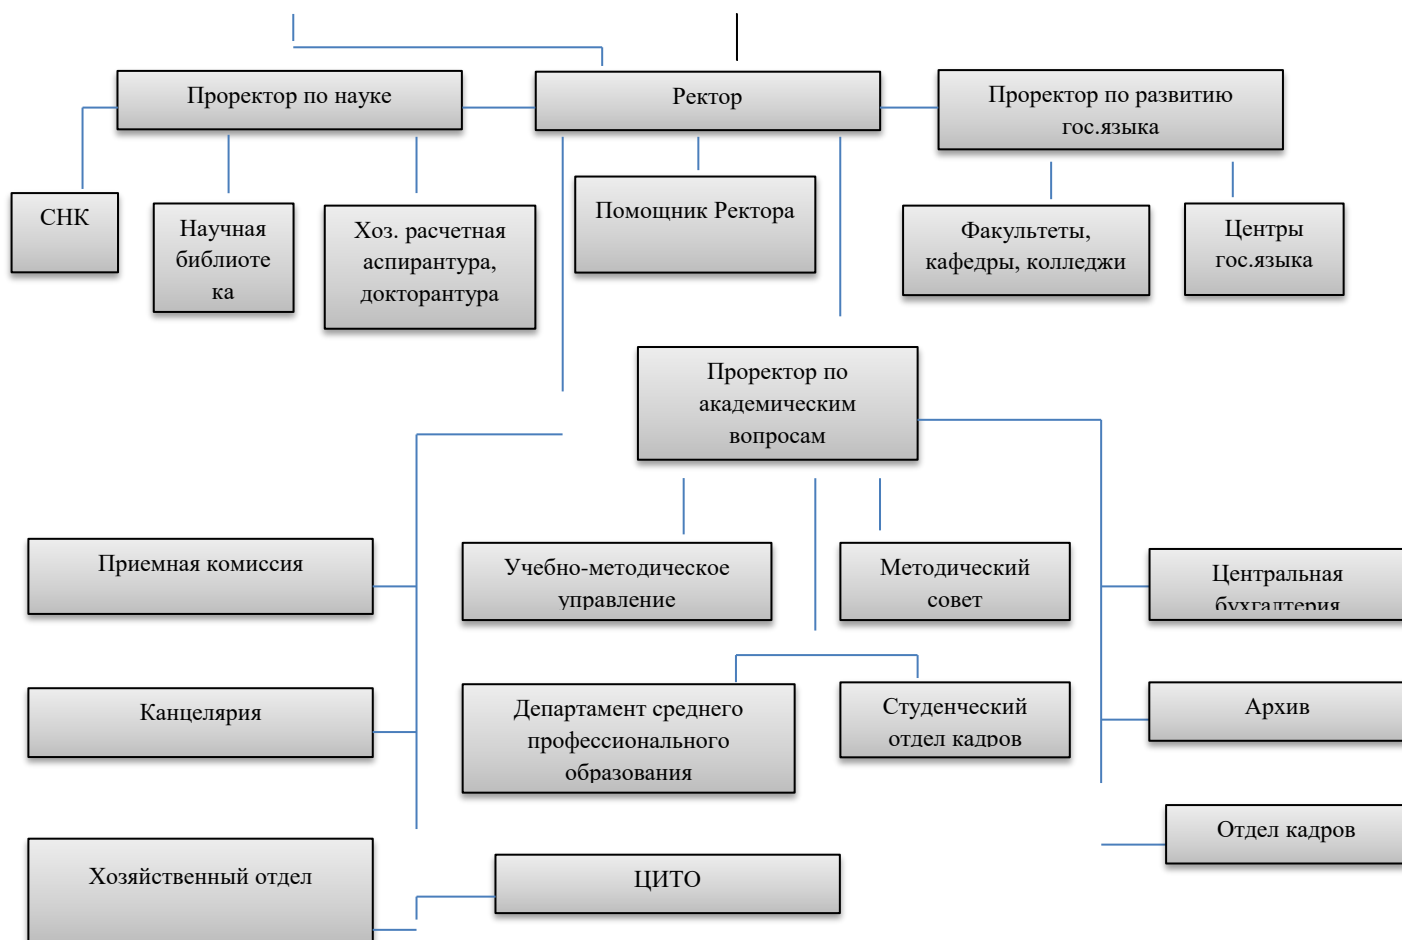 Проректор по науке
Ректор
Проректор по развитию
гос.языка
СНК
Научная
библиоте
ка
Хоз. расчетная
аспирантура,
докторантура
Помощник Ректора
Факультеты,
кафедры, колледжи
Центры
гос.языка
Проректор по
академическим
вопросам
Приемная комиссия
Учебно-методическое
управление
Методический
совет
Центральная
бухгалтерия
Канцелярия
Департамент среднего
профессионального
образования
Студенческий
отдел кадров
Архив
Отдел кадров
Хозяйственный отдел
ЦИТО